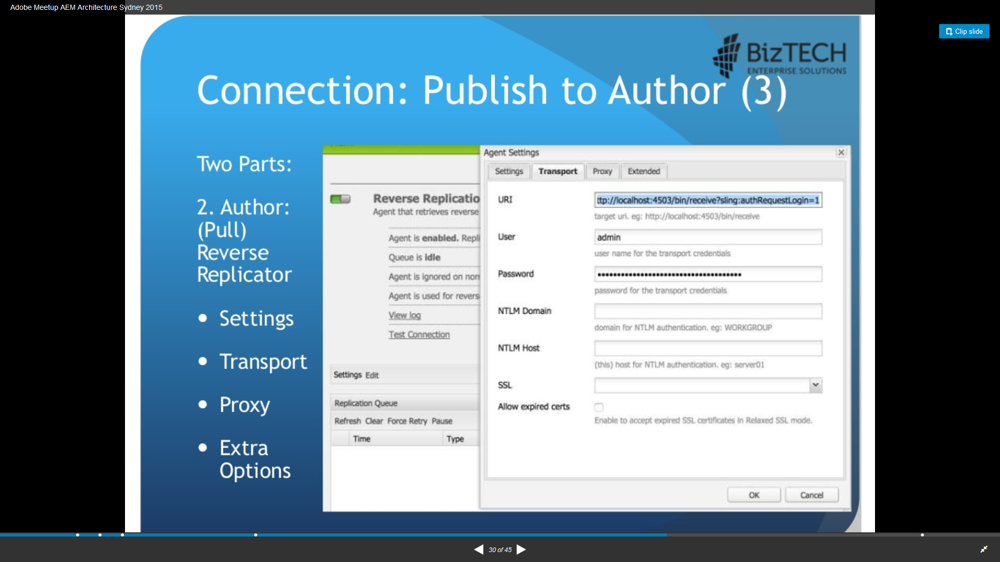 Adobe Meetup AEM Architecture Sydney 2015
Clip slide
BizTECH
ENTERPRISE SOLUTIONS
Connection: Publish to Author (3)
Two Parts:
2. Author:
(Pull)
Reverse
Replicator
• Settings
• Transport
• Proxy
• Extra
Options
Reverse Replicatio
Agent that retrieves reverse
Agent is enabled. Repli
Queue is idle
Agent is ignored on nor
Agent is used for revers
View log
Test Connection
Settings Edit
Replication Queue
Refresh Clear Force Retry Pause
Time Type
Agent Settings
Settings Transport Proxy Extended
URI ttp://localhost:4503/bin/receive?sling:authRequestLogin=1
target uri. eg: http://localhost:4503/bin/receive
User admin
user name for the transport credentials
Password ••••••••••••••••••••••••••••••••••••
password for the transport credentials
NTLM Domain
domain for NTLM authentication. eg: WORKGROUP
NTLM Host
(this) host for NTLM authentication. eg: server01
SSL
Allow expired certs
Enable to accept expired SSL certificates in Relaxed SSL mode.
OK Cancel
30 of 45